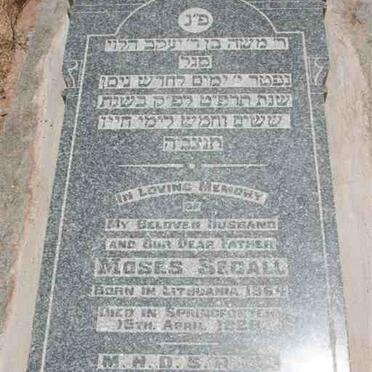 פ״נ
ר׳ משה בן ר׳ יעקב הלוי
סגל
נפטר י׳ ימים לחדש ניסן
שנת תרפ״ט לפ״ק בשנת
ששים וחמש לימי חייו
תנצב״ה
IN LOVING MEMORY
OF
MY BELOVED HUSBAND
AND OUR DEAR FATHER
MOSES SEGALL
BORN IN LITHUANIA 1864
DIED IN SPRINGFONTEIN
APRIL
M. H. D. S. R.